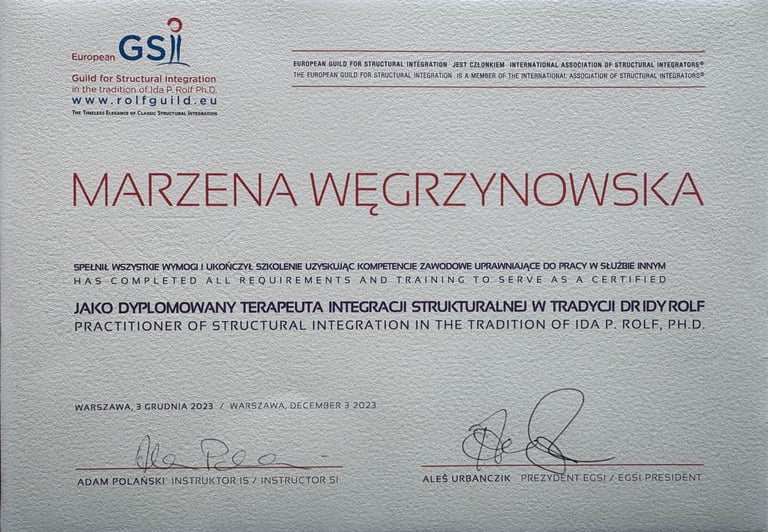 European GSI
Guild for Structural Integration
in the tradition of Ida P. Rolf Ph.D.
www.rolfguild.eu
The Timeless Elegance of Classic Structural Integration
EUROPEAN GUILD FOR STRUCTURAL INTEGRATION JEST CZŁONKIEM INTERNATIONAL ASSOCIATION OF STRUCTURAL INTEGRATORS®
THE EUROPEAN GUILD FOR STRUCTURAL INTEGRATION IS A MEMBER OF THE INTERNATIONAL ASSOCIATION OF STRUCTURAL INTEGRATORS®
MARZENA WĘGRZYNOWSKA
SPEŁNIŁ WSZYSTKIE WYMOGI I UKOŃCZYŁ SZKOLENIE UZYSKUJĄC KOMPETENCJE ZAWODOWE UPRAWNIAJĄCE DO PRACY W SŁUŻBIE INNYM
HAS COMPLETED ALL REQUIREMENTS AND TRAINING TO SERVE AS A CERTIFIED
JAKO DYPLOMOWANY TERAPEUTA INTEGRACJI STRUKTURALNEJ W TRADYCJI DR IDY ROLF
PRACTITIONER OF STRUCTURAL INTEGRATION IN THE TRADITION OF IDA P. ROLF, PH.D.
WARSZAWA, 3 GRUDNIA 2023 / WARSZAWA, DECEMBER 3 2023
ADAM POLAŃSKI INSTRUKTOR IS / INSTRUCTOR SI
ALEŠ URBANCZIK PREZYDENT EGSI / EGSI PRESIDENT